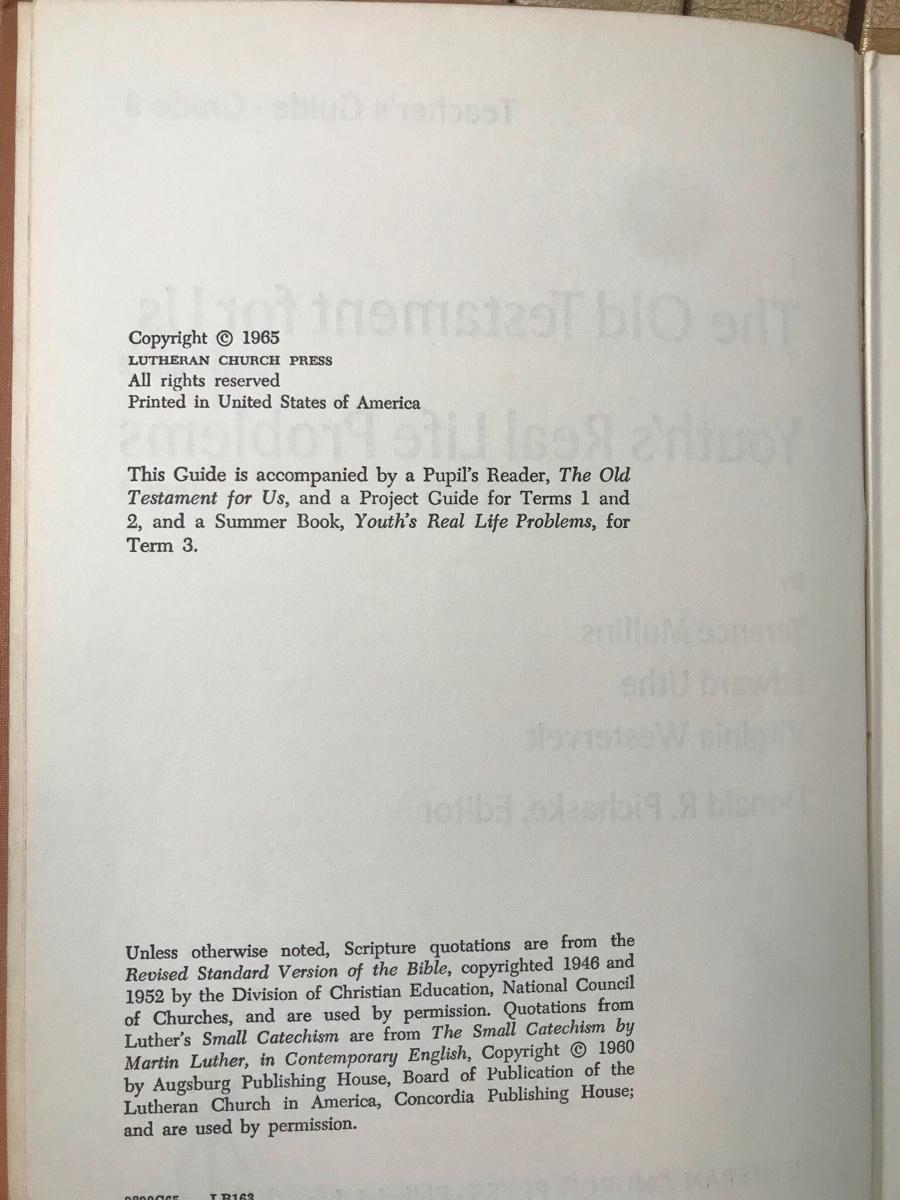 Copyright © 1965
LUTHERAN CHURCH PRESS
All rights reserved
Printed in United States of America
This Guide is accompanied by a Pupil's Reader, The Old
Testament for Us, and a Project Guide for Terms 1 and
2, and a Summer Book, Youth's Real Life Problems, for
Term 3.
Unless otherwise noted, Scripture quotations are from the
Revised Standard Version of the Bible, copyrighted 1946 and
1952 by the Division of Christian Education, National Council
of Churches, and are used by permission. Quotations from
Luther's Small Catechism are from The Small Catechism by
Martin Luther, in Contemporary English, Copyright © 1960
by Augsburg Publishing House, Board of Publication of the
Lutheran Church in America, Concordia Publishing House;
and are used by permission.